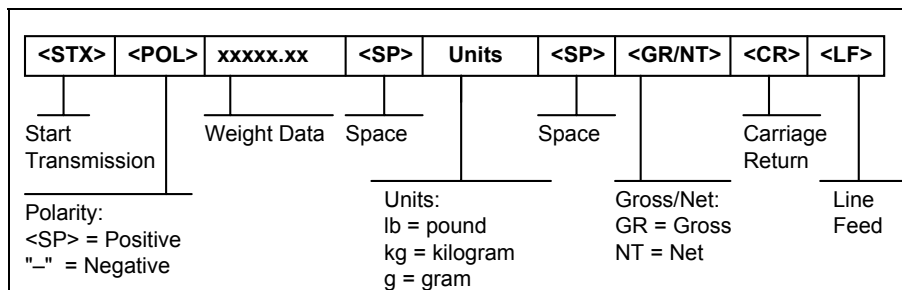 <STX> <POL> xxxxx.xx <SP> Units <SP> <GR/NT> <CR> <LF>
Start
Transmission
Weight Data
Space
Space
Carriage
Return
Polarity:
<SP> = Positive
"–" = Negative
Units:
lb = pound
kg = kilogram
g = gram
Gross/Net:
GR = Gross
NT = Net
Line
Feed